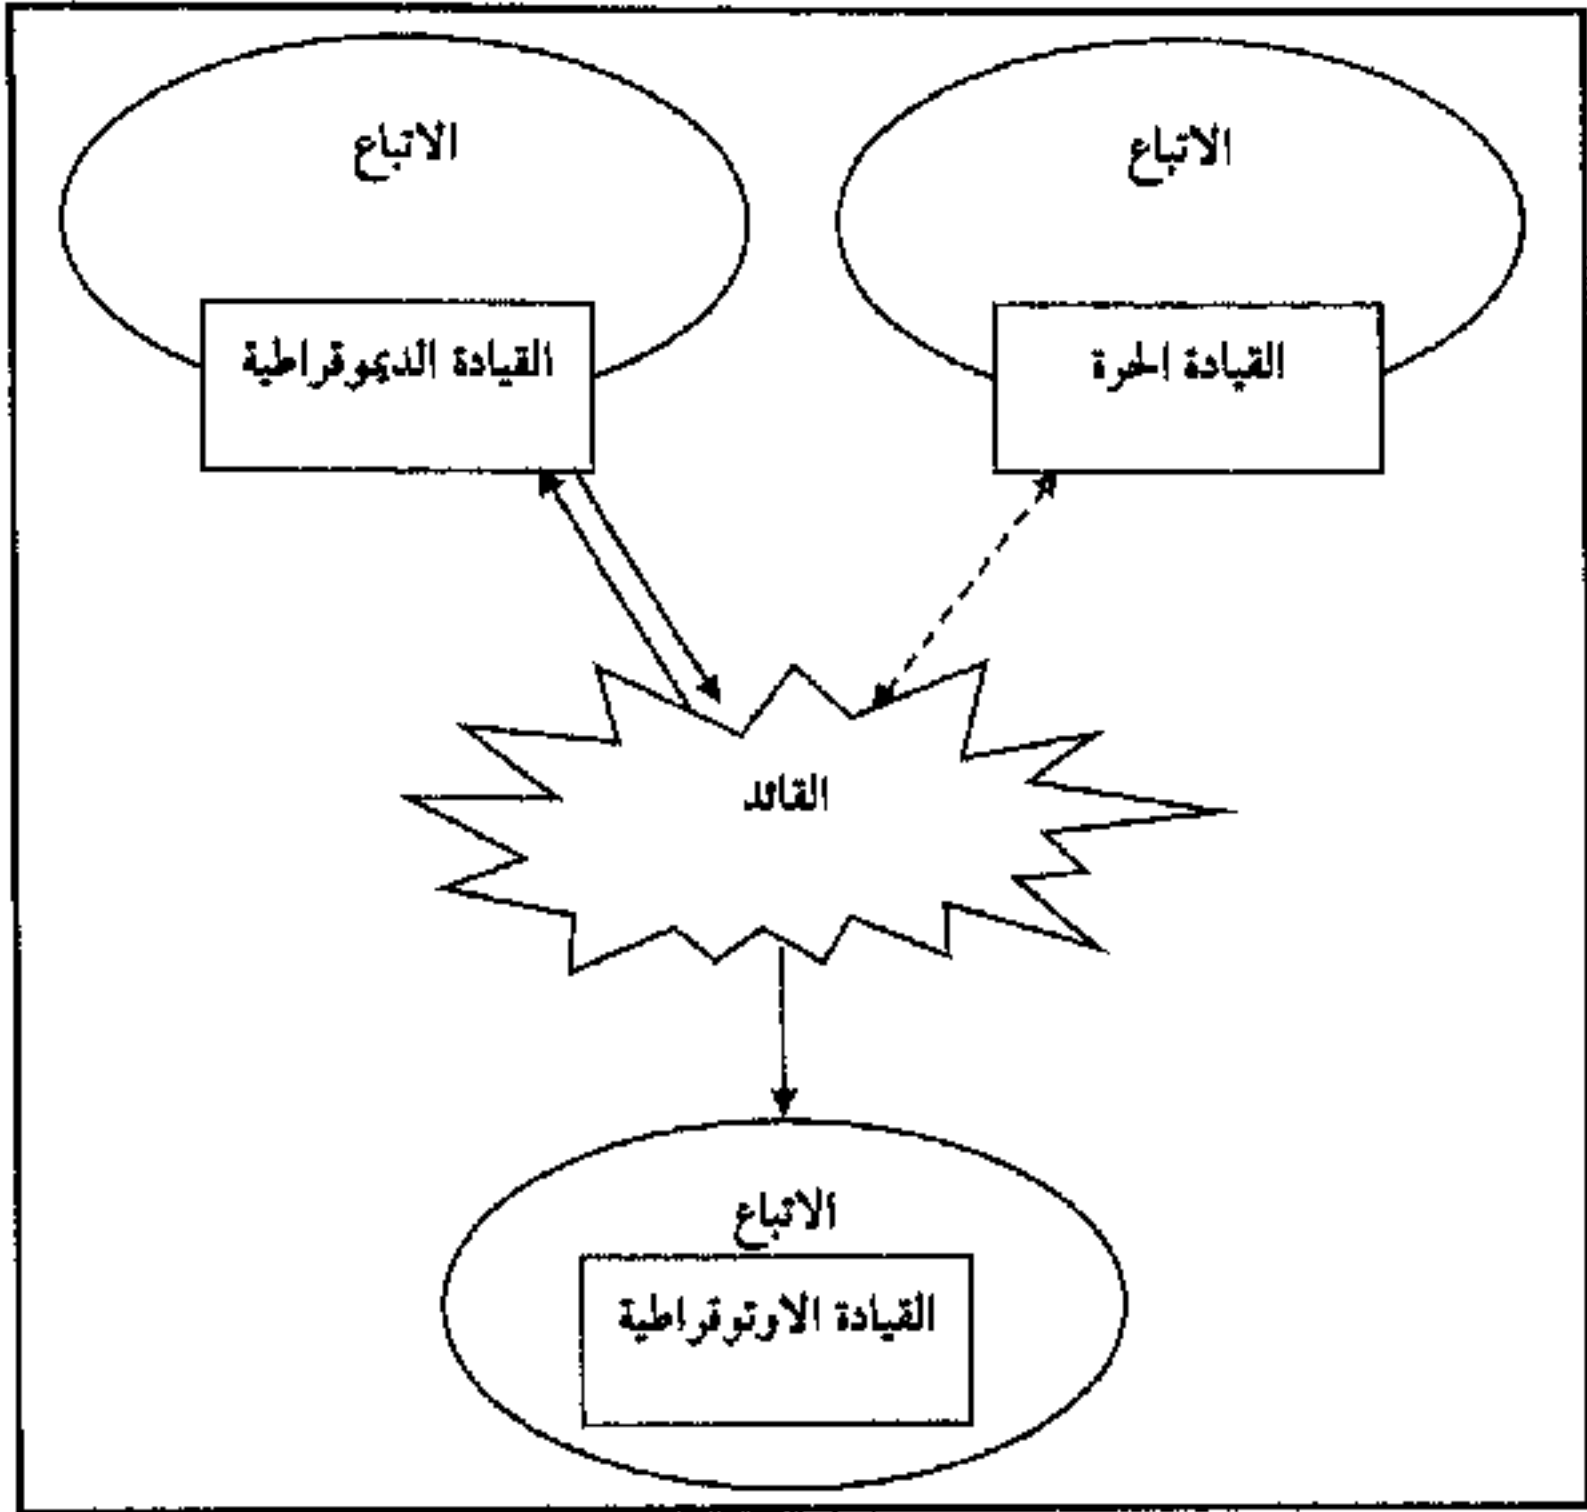 الاتباع
القيادة الحرة
الاتباع
القيادة الديموقراطية
القائد
الاتباع
القيادة الاوتوقراطية